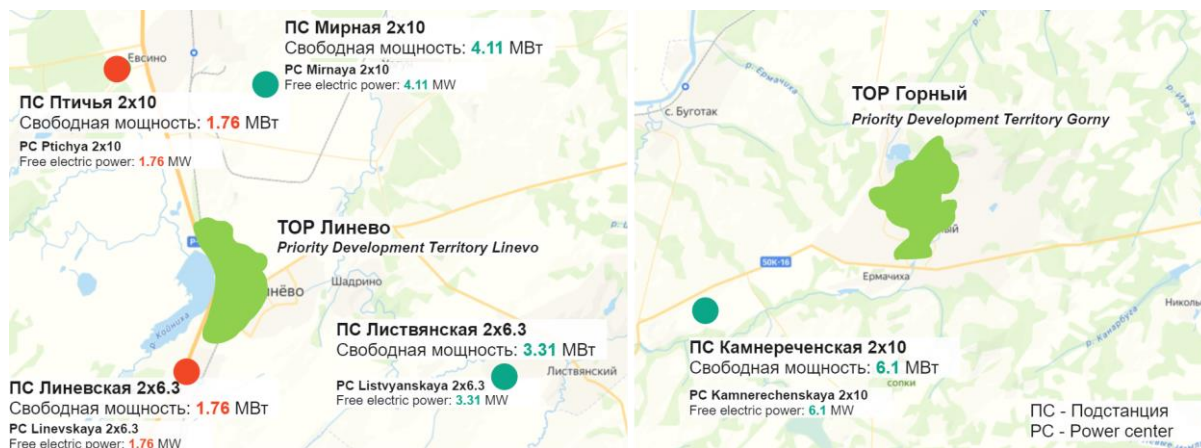 ПС Мирная 2х10
Свободная мощность: 4.11 МВт
PC Mirnaya 2x10
Free electric power: 4.11 MW
Евсино
ПС Птичья 2х10
Свободная мощность: 1.76 МВт
PC Ptichya 2x10
Free electric power: 1.76 MW
ТОР Линево
Priority Development Territory Linevo
Шадрино
р. Койниха
ПС Листвянская 2х6.3
Свободная мощность: 3.31 МВт
PC Listvyanskaya 2x6.3
Free electric power: 3.31 MW
Листвянский
ПС Линевская 2х6.3
Свободная мощность: 1.76 МВт
PC Linevskaya 2x6.3
Free electric power: 1.76 MW
р. Ермачиха
с. Буготак
ТОР Горный
Priority Development Territory Gorny
р. Иза
50К-16
Ермачиха
р. Канарбуга
ПС Камнереченская 2х10
Свободная мощность: 6.1 МВт
PC Kamnerechenskaya 2x10
Free electric power: 6.1 MW
сопки
ПС - Подстанция
PC - Power center